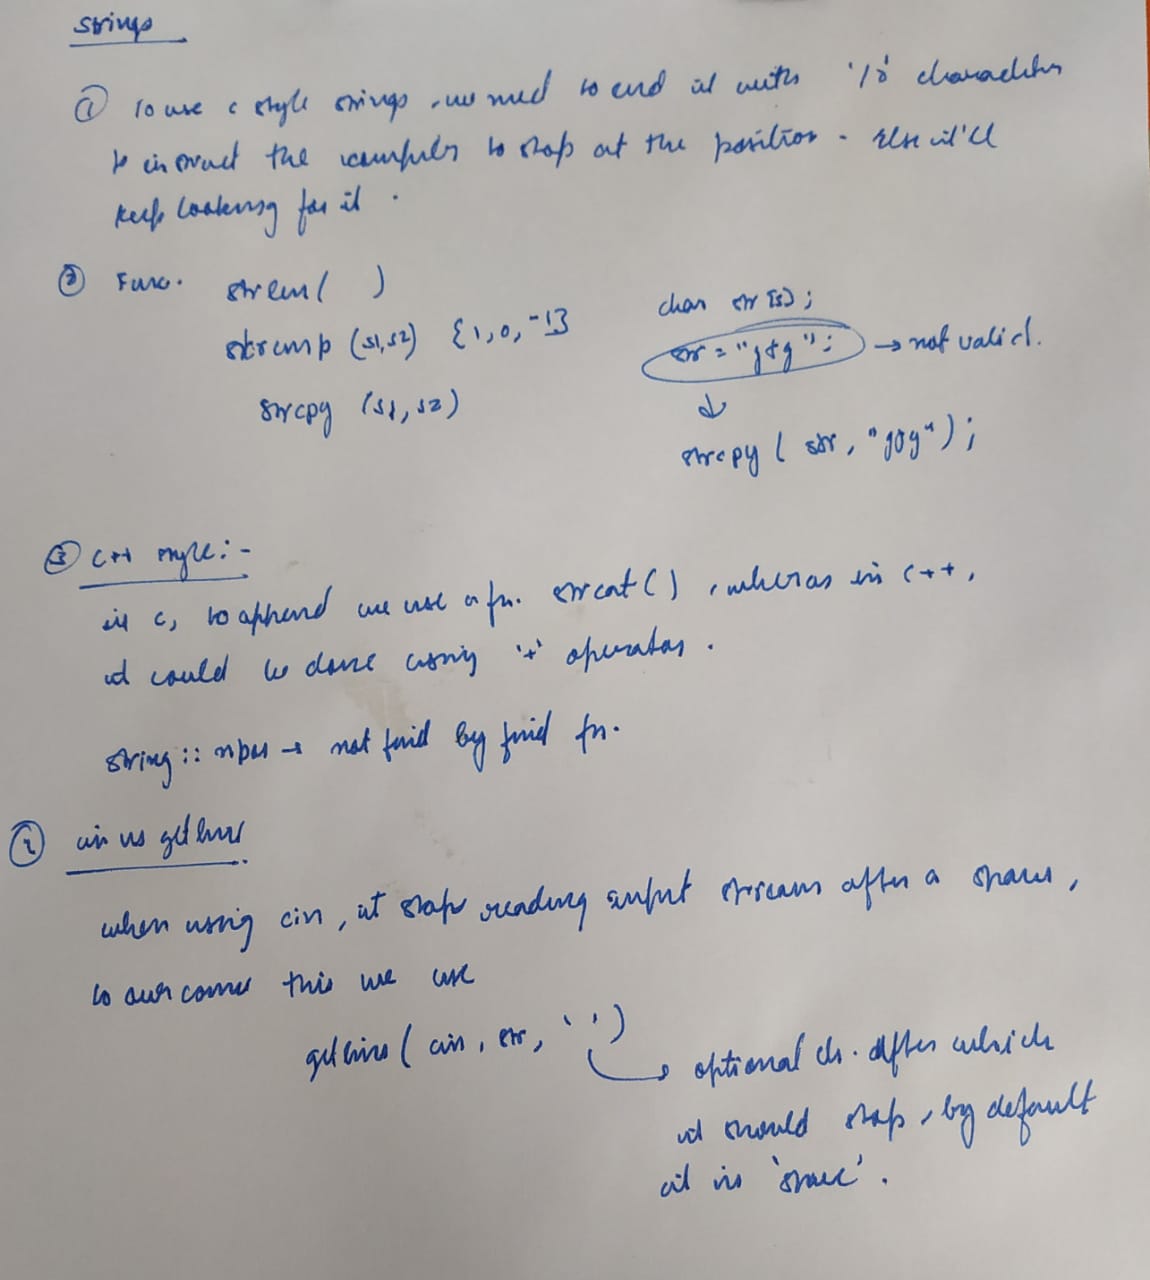 strings
① To use c style strings, we need to end it with '\0' character
to instruct the compiler to stop at the position. Else it'll
keep looking for it.
② Func. strlen( )
strcmp (s1,s2) {1,0,-1}
strcpy (s1,s2)
char str[5];
str = ""; → not valid.
strcpy ( str, "" );
③ C++ style:-
in C, to append we use a fn. strcat( ), wheras in C++,
it could be done using '+' operator.
string::npos → not find by find fn.
④ cin vs getline
when using cin, it stops reading input stream after a space,
to overcome this we use
getline ( cin, str, ' ' )
optional ch. after which
it should stop, by default
it is 'space'.